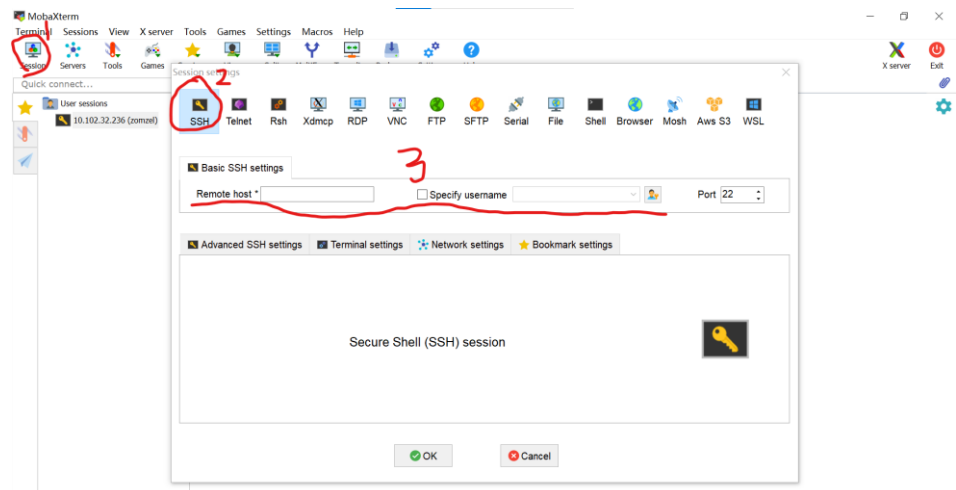 MobaXterm
1
Terminal Sessions View X server Tools Games Settings Macros Help
Session Servers Tools Games
X server Exit
Quick connect...
Session settings
2
User sessions
10.102.32.236 (zomzel)
SSH Telnet Rsh Xdmcp RDP VNC FTP SFTP Serial File Shell Browser Mosh Aws S3 WSL
3
Basic SSH settings
Remote host * Specify username Port 22
Advanced SSH settings Terminal settings Network settings Bookmark settings
Secure Shell (SSH) session
OK Cancel